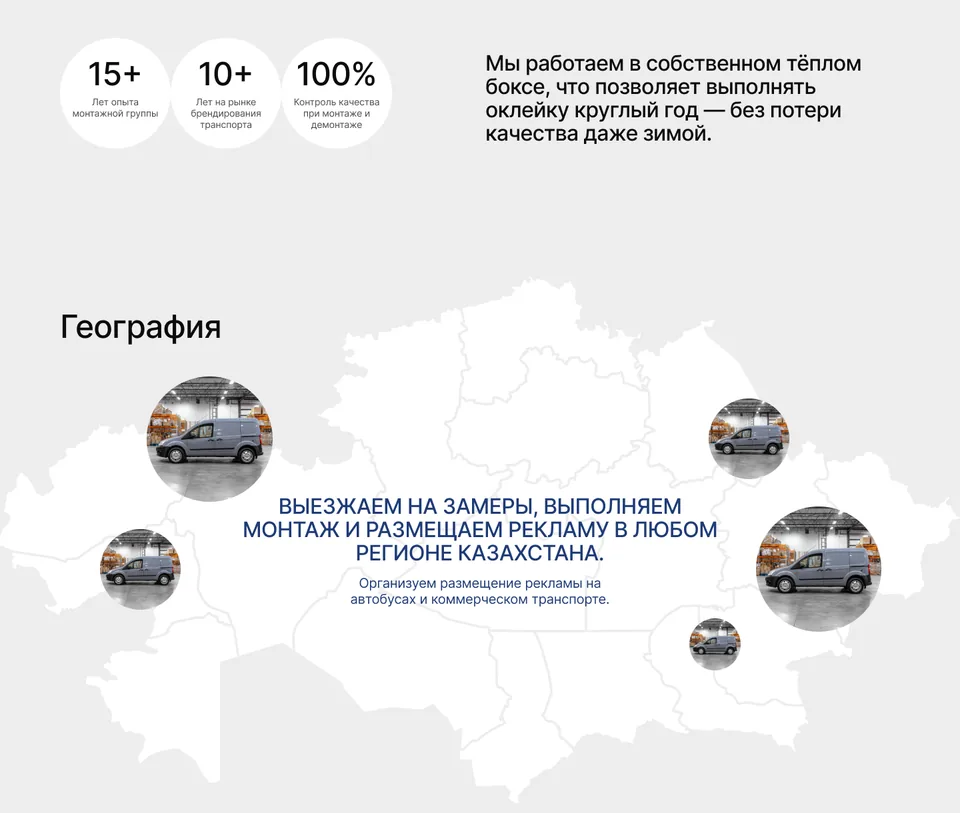 15+
Лет опыта
монтажной группы
10+
Лет на рынке
брендирования
транспорта
100%
Контроль качества
при монтаже и
демонтаже
Мы работаем в собственном тёплом
боксе, что позволяет выполнять
оклейку круглый год — без потери
качества даже зимой.
География
ВЫЕЗЖАЕМ НА ЗАМЕРЫ, ВЫПОЛНЯЕМ
МОНТАЖ И РАЗМЕЩАЕМ РЕКЛАМУ В ЛЮБОМ
РЕГИОНЕ КАЗАХСТАНА.
Организуем размещение рекламы на
автобусах и коммерческом транспорте.